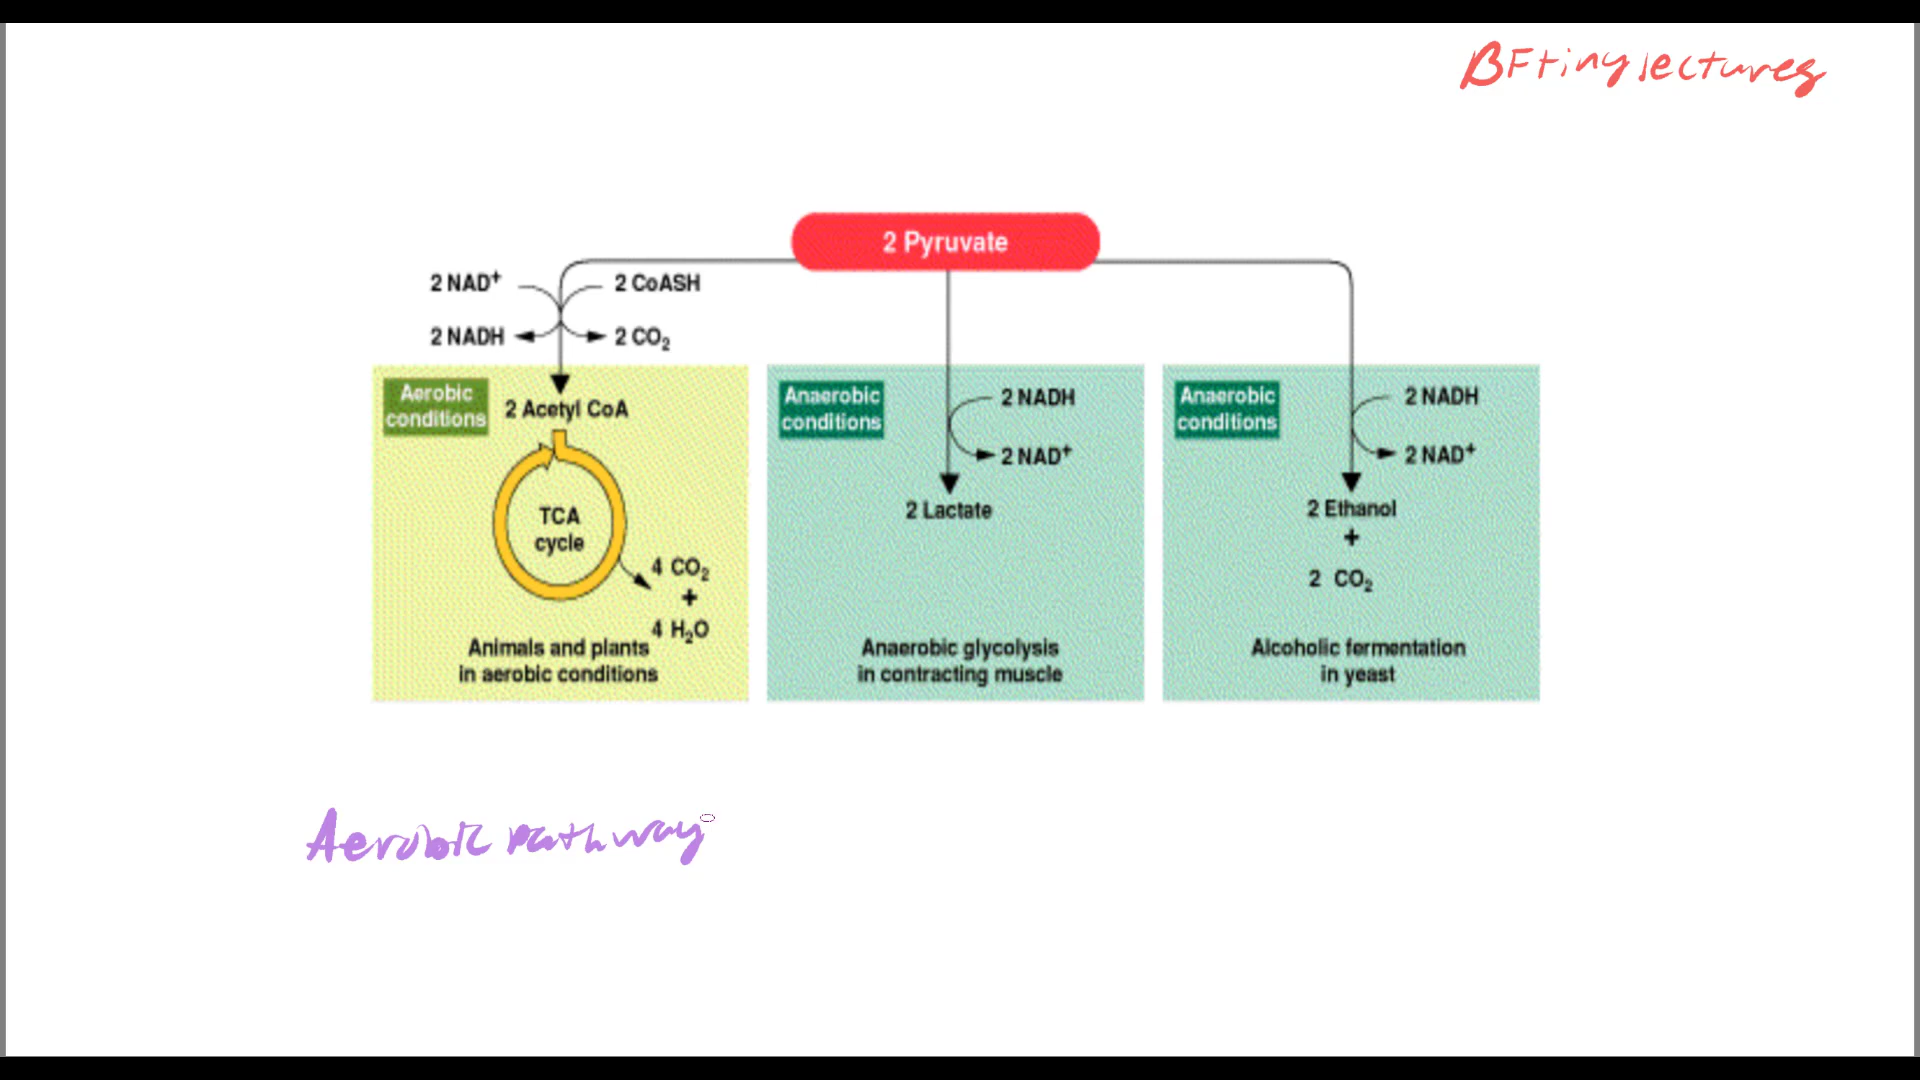 BFtinylectures
2 Pyruvate
2 NAD⁺
2 CoASH
2 NADH
2 CO₂
Aerobic
conditions
2 Acetyl CoA
TCA
cycle
4 CO₂
+
4 H₂O
Animals and plants
in aerobic conditions
Anaerobic
conditions
2 NADH
2 NAD⁺
2 Lactate
Anaerobic glycolysis
in contracting muscle
Anaerobic
conditions
2 NADH
2 NAD⁺
2 Ethanol
+
2 CO₂
Alcoholic fermentation
in yeast
Aerobic pathway